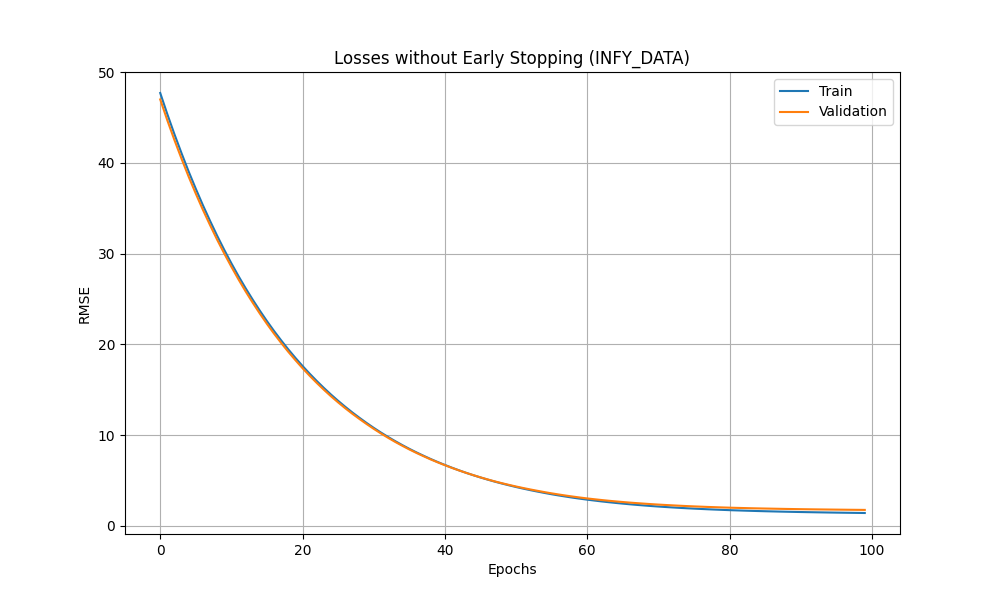 Losses without Early Stopping (INFY_DATA)
Train
Validation
50
40
30
20
10
0
RMSE
0 20 40 60 80 100
Epochs